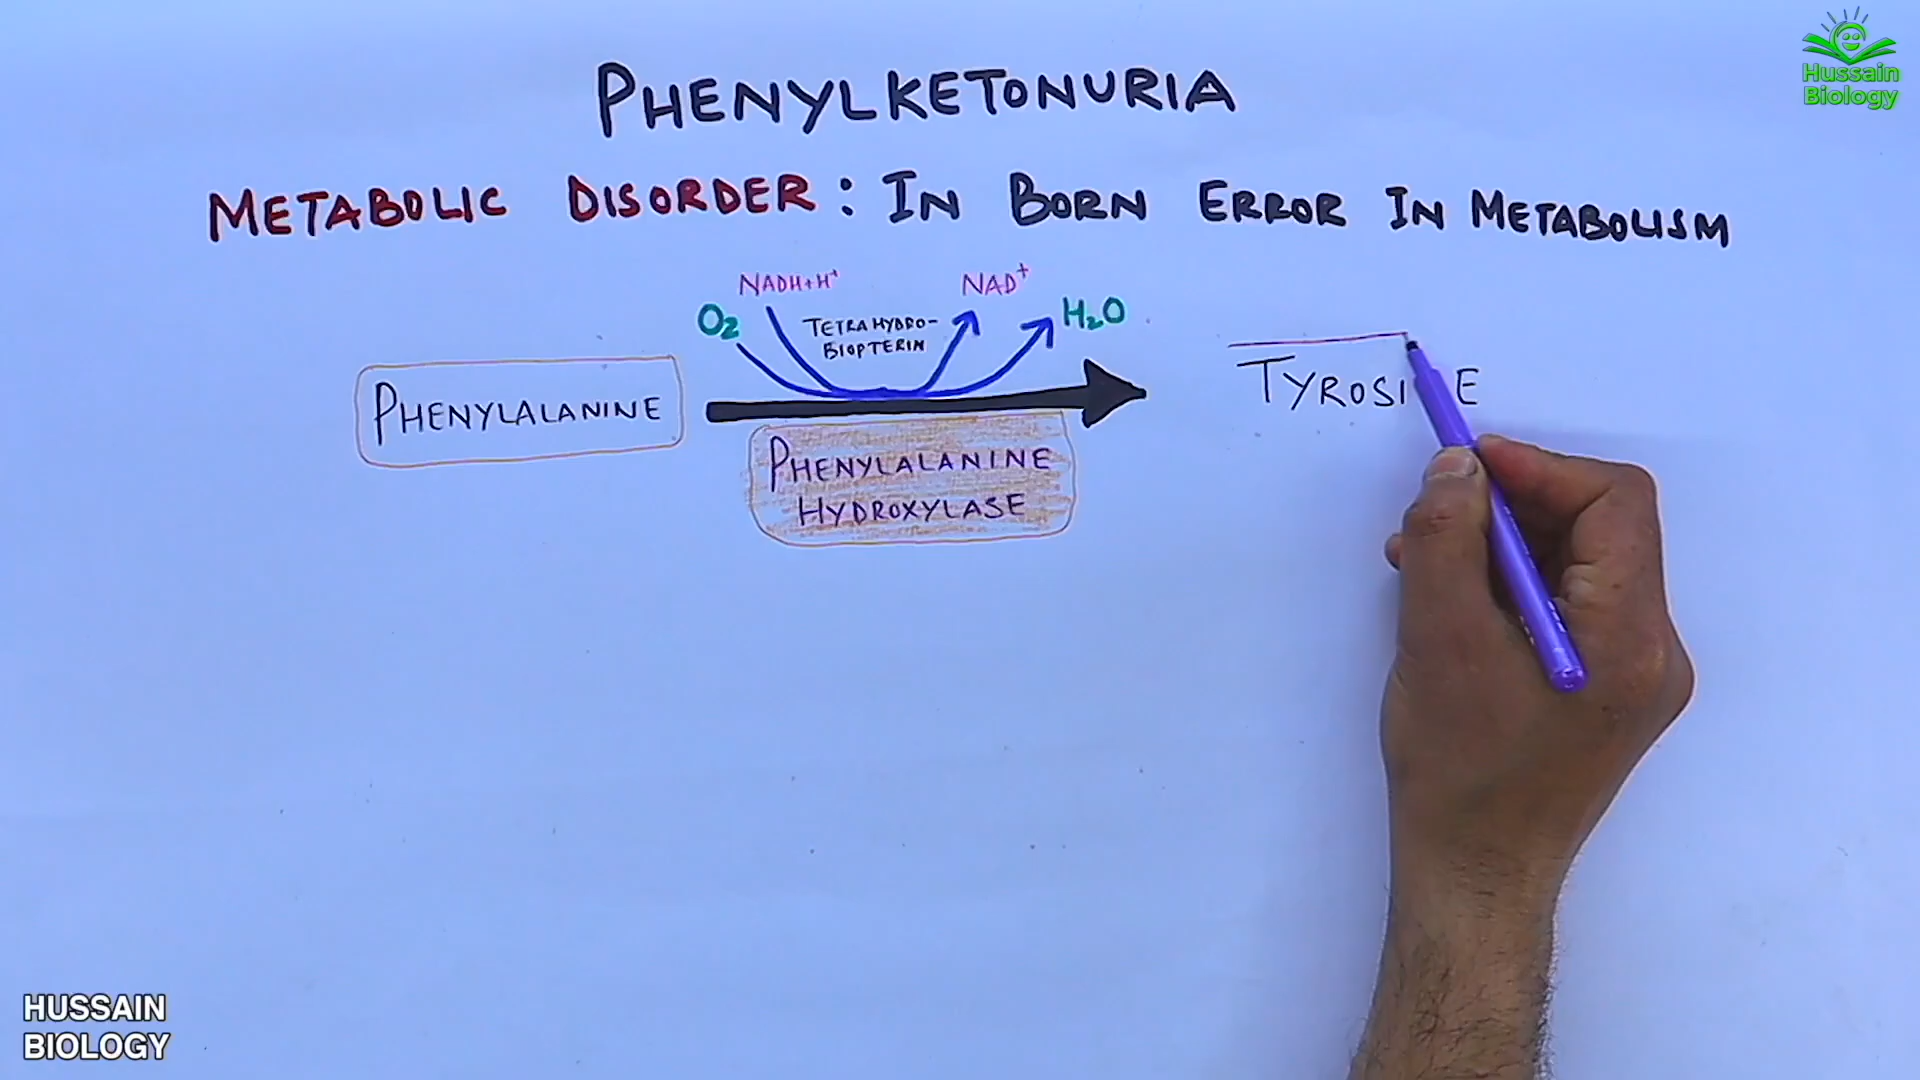 PHENYLKETONURIA
METABOLIC DISORDER: IN BORN ERROR IN METABOLISM
NADH+H⁺
NAD⁺
O₂
H₂O
TETRAHYDRO-
BIOPTERIN
PHENYLALANINE
PHENYLALANINE
HYDROXYLASE
Hussain
Biology
HUSSAIN
BIOLOGY